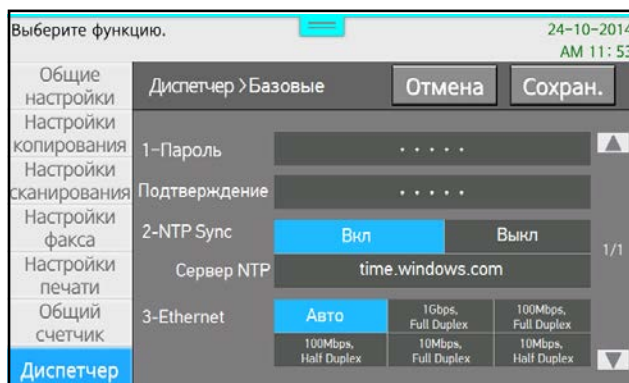 Выберите функцию.
24-10-2014
AM 11:53
Общие
настройки
Настройки
копирования
Настройки
сканирования
Настройки
факса
Настройки
печати
Общий
счетчик
Диспетчер
Диспетчер >Базовые
Отмена
Сохран.
1-Пароль
.....
Подтверждение
.....
2-NTP Sync
Вкл
Выкл
Сервер NTP
time.windows.com
3-Ethernet
Авто
1Gbps,
Full Duplex
100Mbps,
Full Duplex
100Mbps,
Half Duplex
10Mbps,
Full Duplex
10Mbps,
Half Duplex
1/1